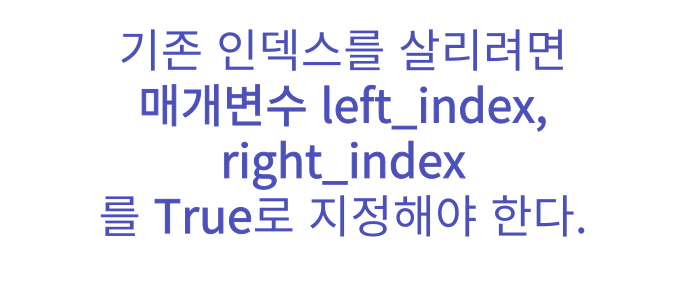 기존 인덱스를 살리려면
매개변수 left_index,
right_index
를 True로 지정해야 한다.